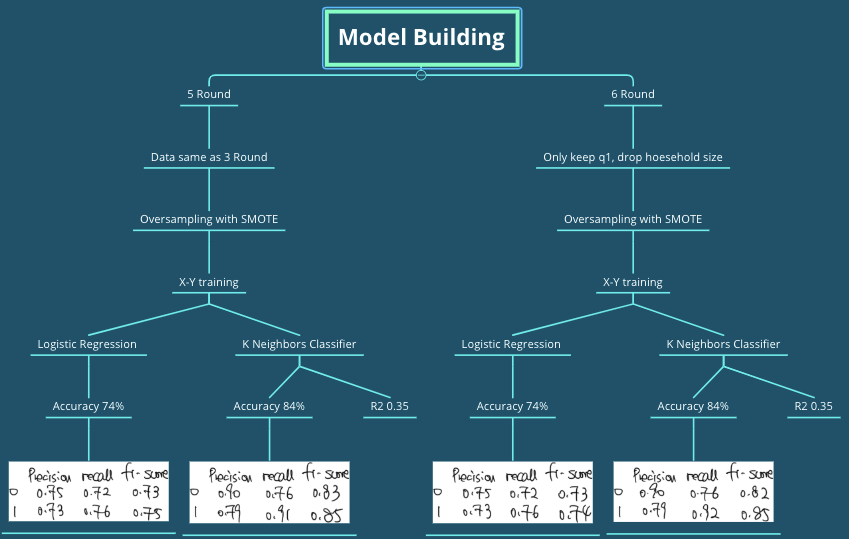 Model Building
5 Round
6 Round
Data same as 3 Round
Only keep q1, drop hoesehold size
Oversampling with SMOTE
Oversampling with SMOTE
X-Y training
X-Y training
Logistic Regression
K Neighbors Classifier
Logistic Regression
K Neighbors Classifier
Accuracy 74%
Accuracy 84%
R2 0.35
Accuracy 74%
Accuracy 84%
R2 0.35
Precision recall f1-score
0 0.75 0.72 0.73
1 0.73 0.76 0.75
Precision recall f1-score
0 0.90 0.76 0.83
1 0.79 0.91 0.85
Precision recall f1-score
0 0.75 0.72 0.73
1 0.73 0.76 0.74
Precision recall f1-score
0 0.90 0.76 0.82
1 0.79 0.92 0.85